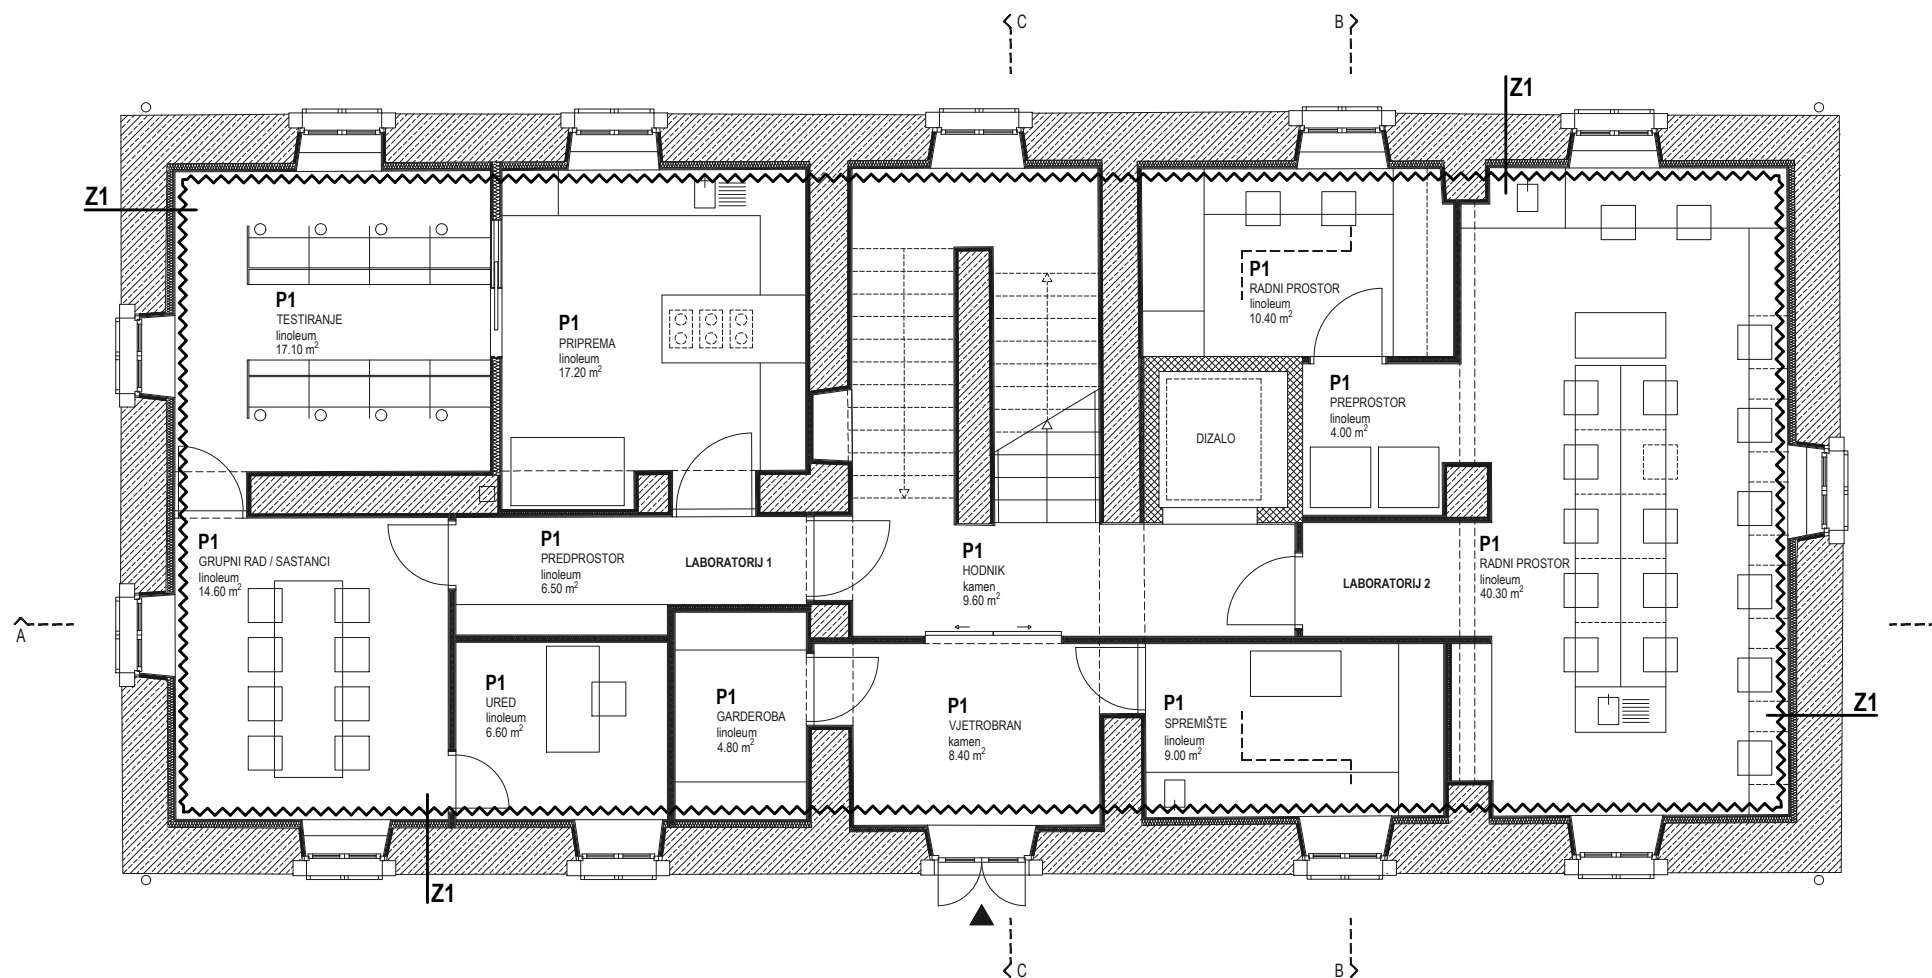 C
B
Z1
Z1
P1
TESTIRANJE
linoleum
17.10 m²
P1
PRIPREMA
linoleum
17.20 m²
P1
RADNI PROSTOR
linoleum
10.40 m²
P1
PREPROSTOR
linoleum
4.00 m²
DIZALO
P1
GRUPNI RAD / SASTANCI
linoleum
14.60 m²
P1
PREDPROSTOR
linoleum
6.50 m²
LABORATORIJ 1
P1
HODNIK
kamen
9.60 m²
LABORATORIJ 2
P1
RADNI PROSTOR
linoleum
40.30 m²
A
P1
URED
linoleum
6.60 m²
P1
GARDEROBA
linoleum
4.80 m²
P1
VJETROBRAN
kamen
8.40 m²
P1
SPREMIŠTE
linoleum
9.00 m²
Z1
Z1
C
B